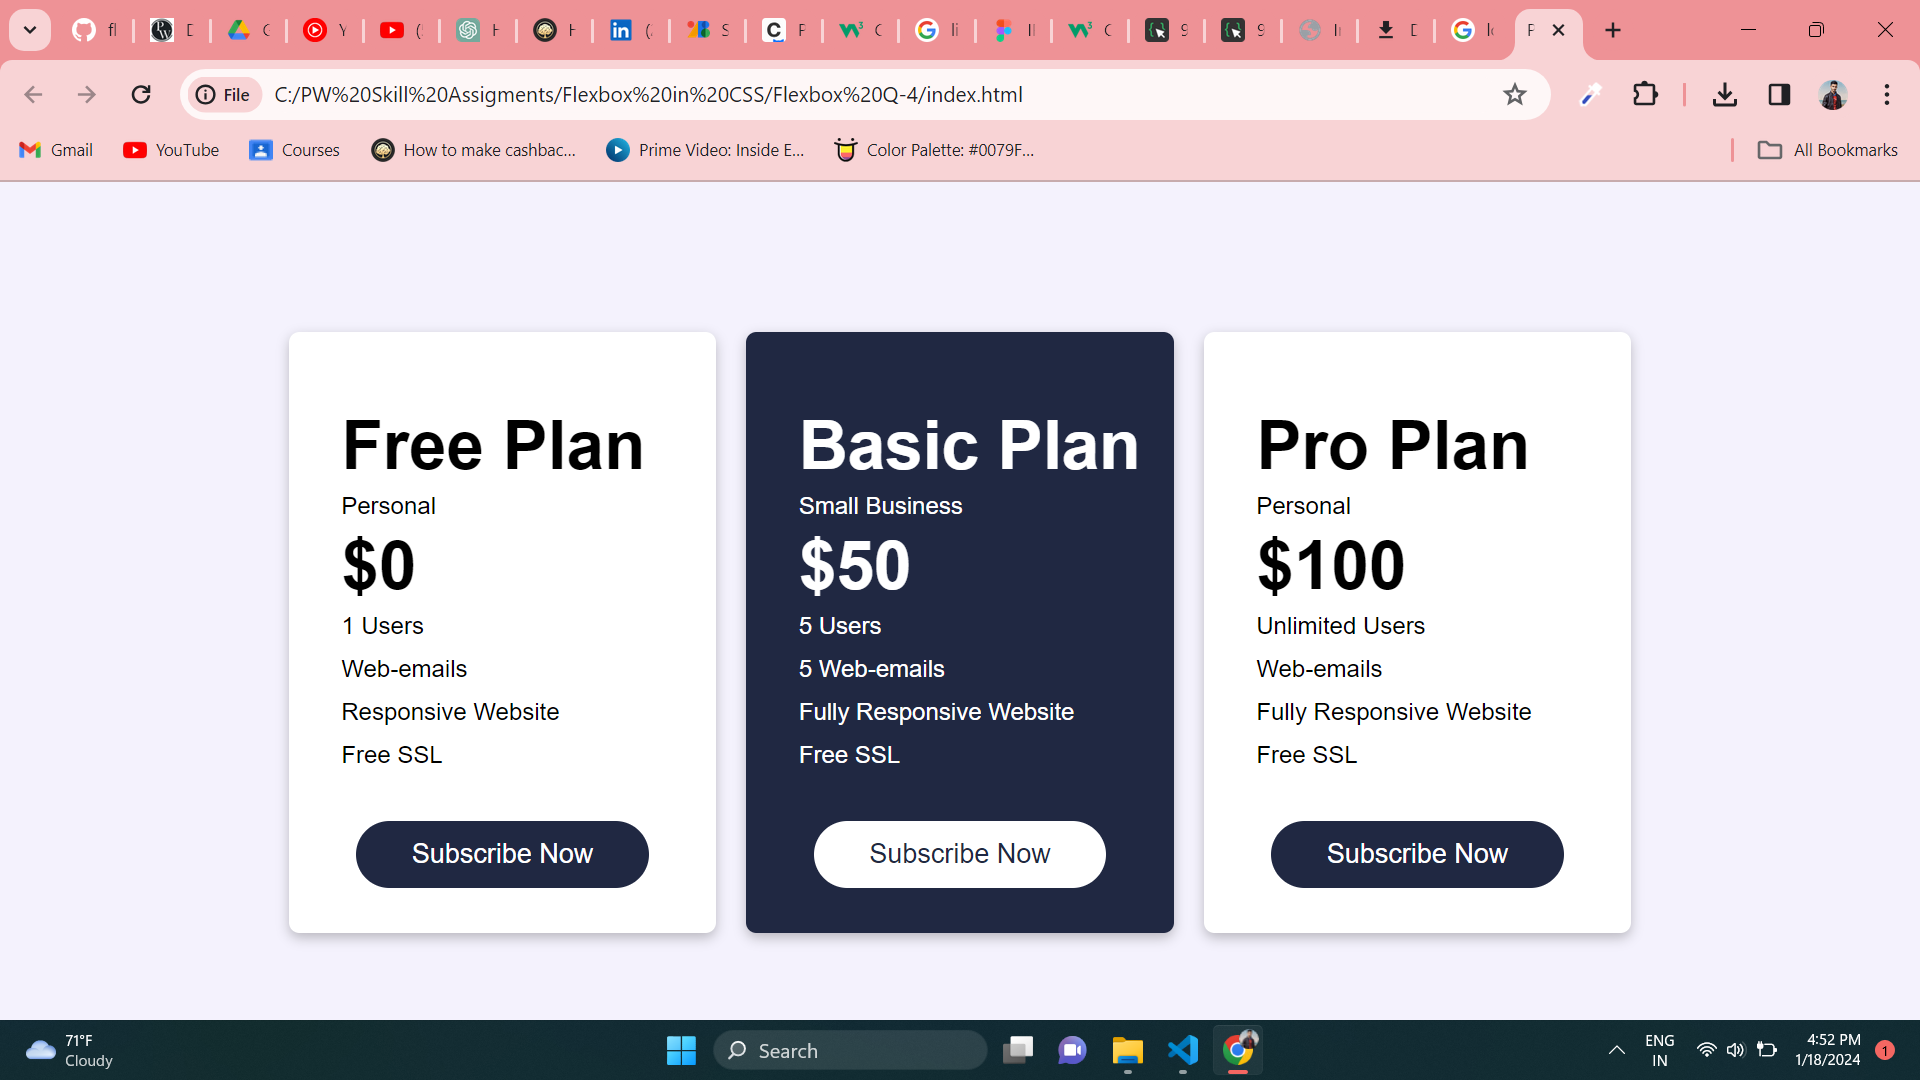 File
C:/PW%20Skill%20Assigments/Flexbox%20in%20CSS/Flexbox%20Q-4/index.html
Gmail
YouTube
Courses
How to make cashbac...
Prime Video: Inside E...
Color Palette: #0079F...
All Bookmarks
Free Plan
Personal
$0
1 Users
Web-emails
Responsive Website
Free SSL
Subscribe Now
Basic Plan
Small Business
$50
5 Users
5 Web-emails
Fully Responsive Website
Free SSL
Subscribe Now
Pro Plan
Personal
$100
Unlimited Users
Web-emails
Fully Responsive Website
Free SSL
Subscribe Now
71°F
Cloudy
Search
ENG
IN
4:52 PM
1/18/2024
1